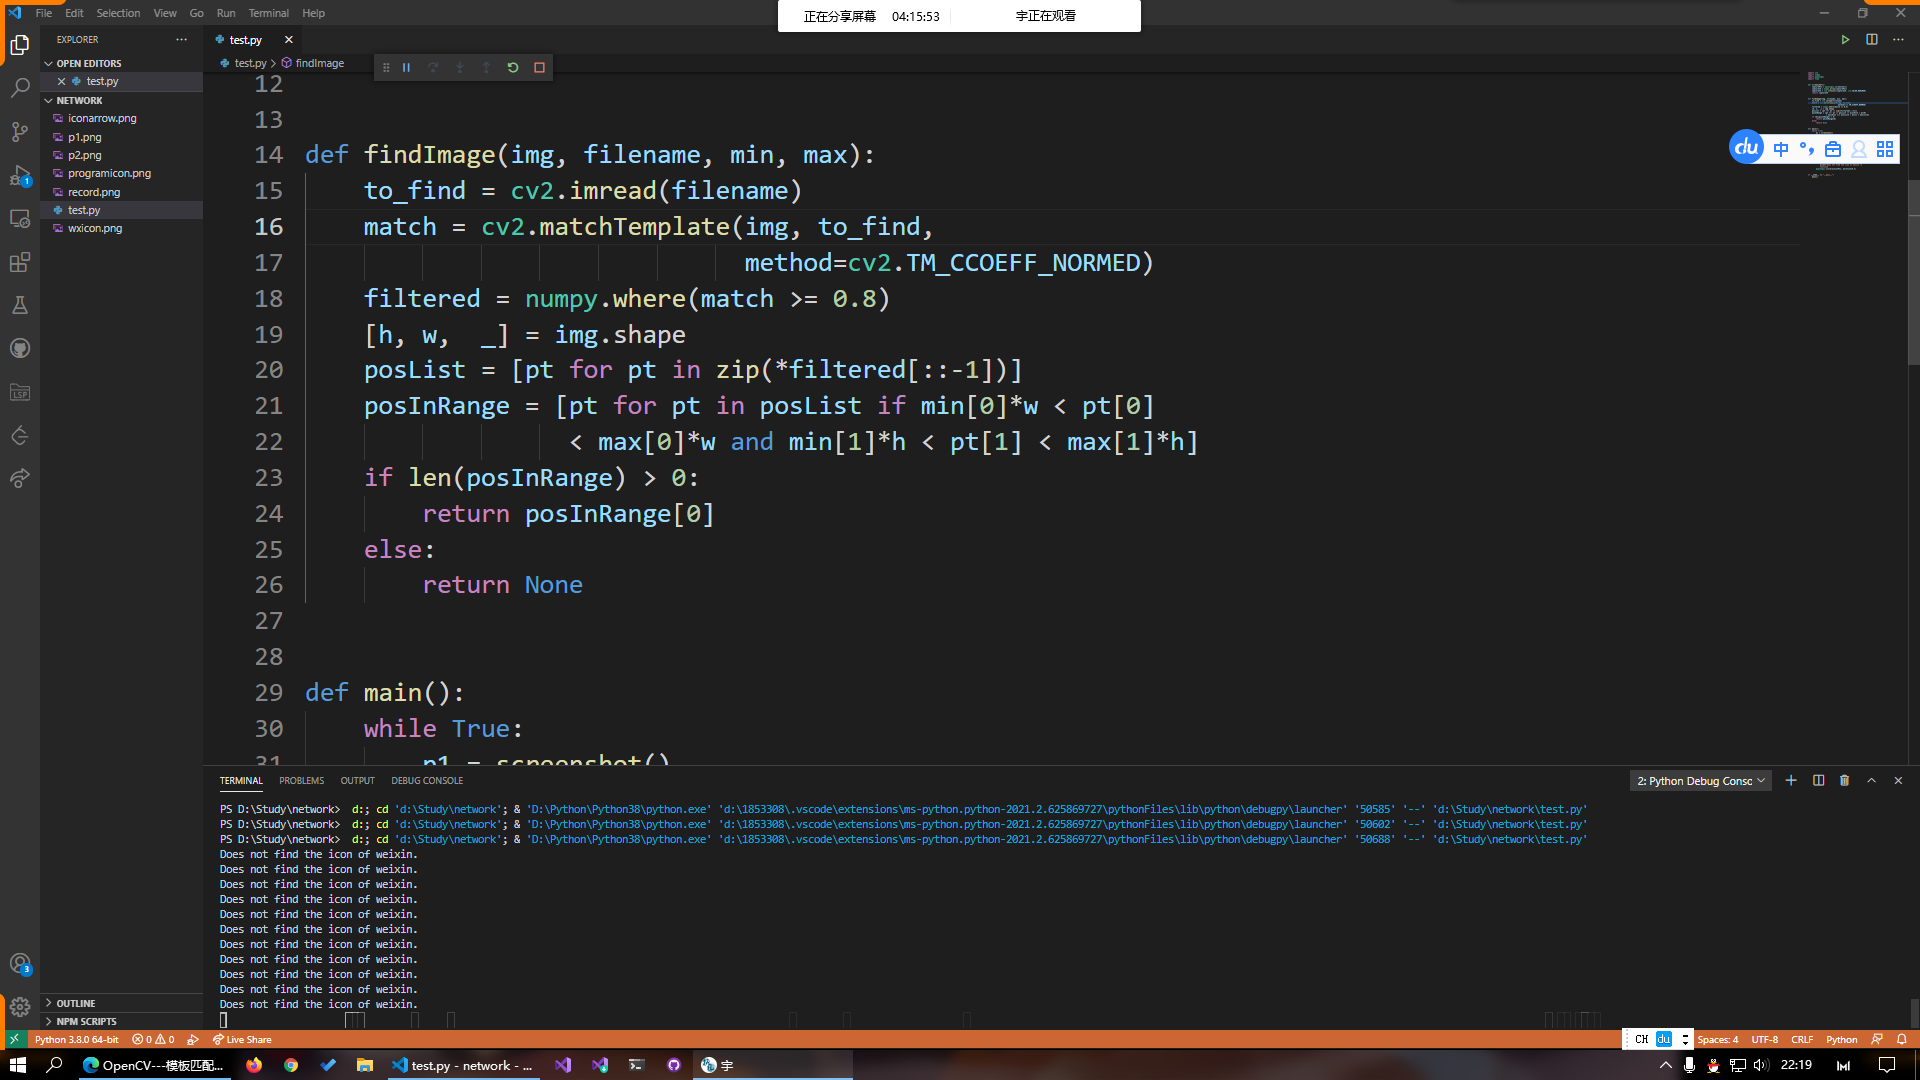 File Edit Selection View Go Run Terminal Help
正在分享屏幕 04:15:53 宇正在观看
EXPLORER
test.py
OPEN EDITORS
test.py
NETWORK
iconarrow.png
p1.png
p2.png
programicon.png
record.png
test.py
wxicon.png
OUTLINE
NPM SCRIPTS
test.py > findImage
12
13
14 def findImage(img, filename, min, max):
15 to_find = cv2.imread(filename)
16 match = cv2.matchTemplate(img, to_find,
17 method=cv2.TM_CCOEFF_NORMED)
18 filtered = numpy.where(match >= 0.8)
19 [h, w, _] = img.shape
20 posList = [pt for pt in zip(*filtered[::-1])]
21 posInRange = [pt for pt in posList if min[0]*w < pt[0]
22 < max[0]*w and min[1]*h < pt[1] < max[1]*h]
23 if len(posInRange) > 0:
24 return posInRange[0]
25 else:
26 return None
27
28
29 def main():
30 while True:
31 p1 = screenshot()
du 中 °,
TERMINAL PROBLEMS OUTPUT DEBUG CONSOLE
2: Python Debug Consc
PS D:\Study\network> d:; cd 'd:\Study\network'; & 'D:\Python\Python38\python.exe' 'd:\1853308\.vscode\extensions\ms-python.python-2021.2.625869727\pythonFiles\lib\python\debugpy\launcher' '50585' '--' 'd:\Study\network\test.py'
PS D:\Study\network> d:; cd 'd:\Study\network'; & 'D:\Python\Python38\python.exe' 'd:\1853308\.vscode\extensions\ms-python.python-2021.2.625869727\pythonFiles\lib\python\debugpy\launcher' '50602' '--' 'd:\Study\network\test.py'
PS D:\Study\network> d:; cd 'd:\Study\network'; & 'D:\Python\Python38\python.exe' 'd:\1853308\.vscode\extensions\ms-python.python-2021.2.625869727\pythonFiles\lib\python\debugpy\launcher' '50688' '--' 'd:\Study\network\test.py'
Does not find the icon of weixin.
Does not find the icon of weixin.
Does not find the icon of weixin.
Does not find the icon of weixin.
Does not find the icon of weixin.
Does not find the icon of weixin.
Does not find the icon of weixin.
Does not find the icon of weixin.
Does not find the icon of weixin.
Does not find the icon of weixin.
Does not find the icon of weixin.
Python 3.8.0 64-bit 0 0 Live Share
CH du Spaces: 4 UTF-8 CRLF Python
OpenCV---模板匹配... test.py - network - ... 宇 22:19